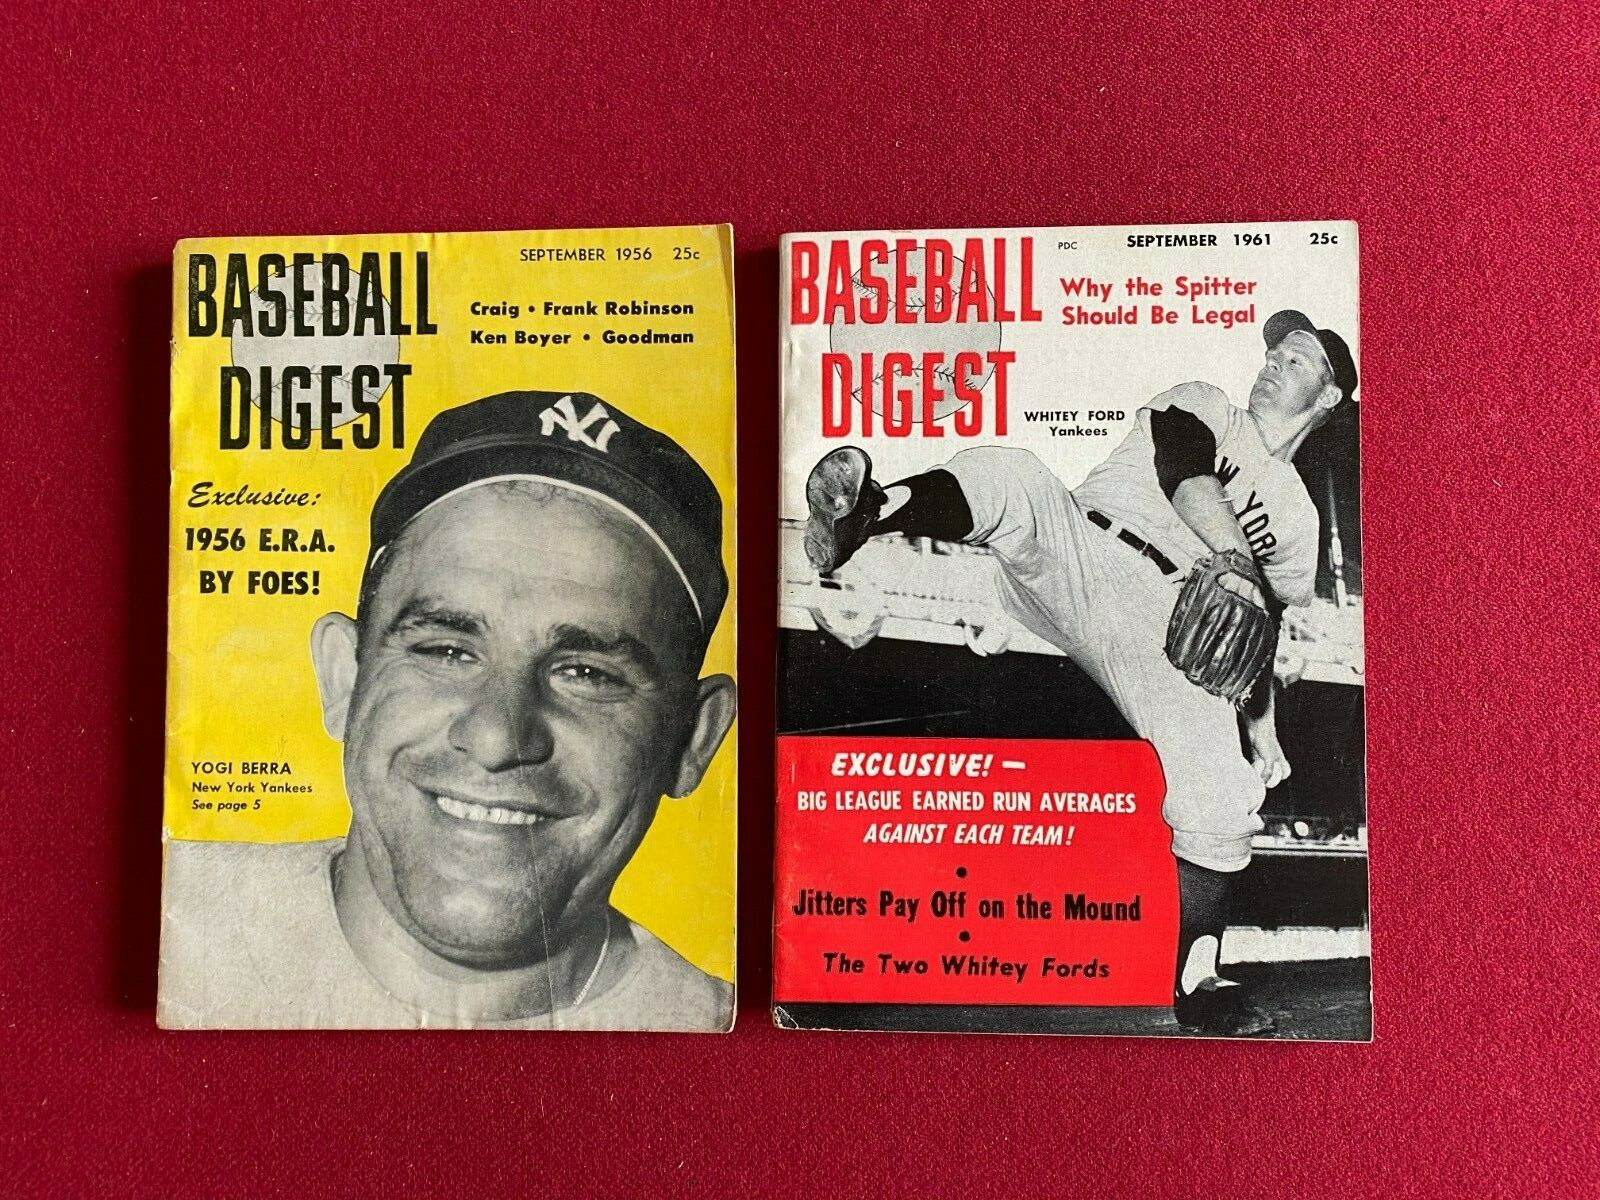 SEPTEMBER 1956 25c
BASEBALL
DIGEST
Craig • Frank Robinson
Ken Boyer • Goodman
NY
Exclusive:
1956 E.R.A.
BY FOES!
YOGI BERRA
New York Yankees
See page 5
PDC SEPTEMBER 1961 25c
BASEBALL
DIGEST
Why the Spitter
Should Be Legal
WHITEY FORD
Yankees
W YORK
EXCLUSIVE! —
BIG LEAGUE EARNED RUN AVERAGES
AGAINST EACH TEAM!
•
Jitters Pay Off on the Mound
•
The Two Whitey Fords